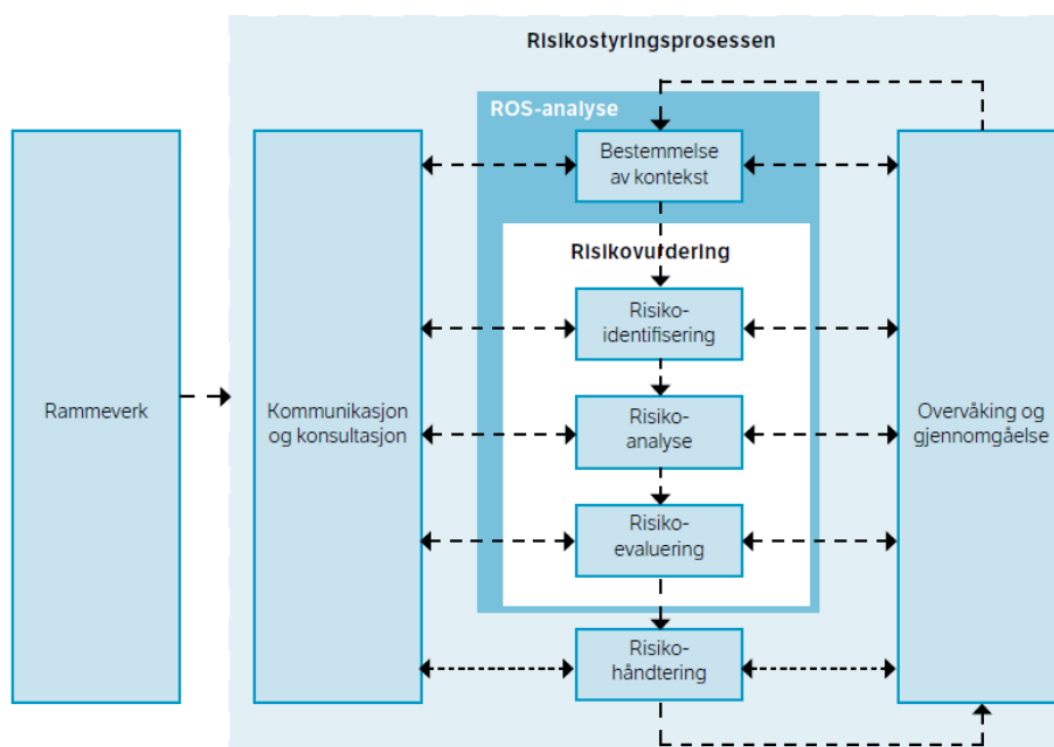 Risikostyringsprosessen
ROS-analyse
Bestemmelse
av kontekst
Risikovurdering
Risiko-
identifisering
Rammeverk
Kommunikasjon
og konsultasjon
Risiko-
analyse
Overvåking og
gjennomgåelse
Risiko-
evaluering
Risiko-
håndtering